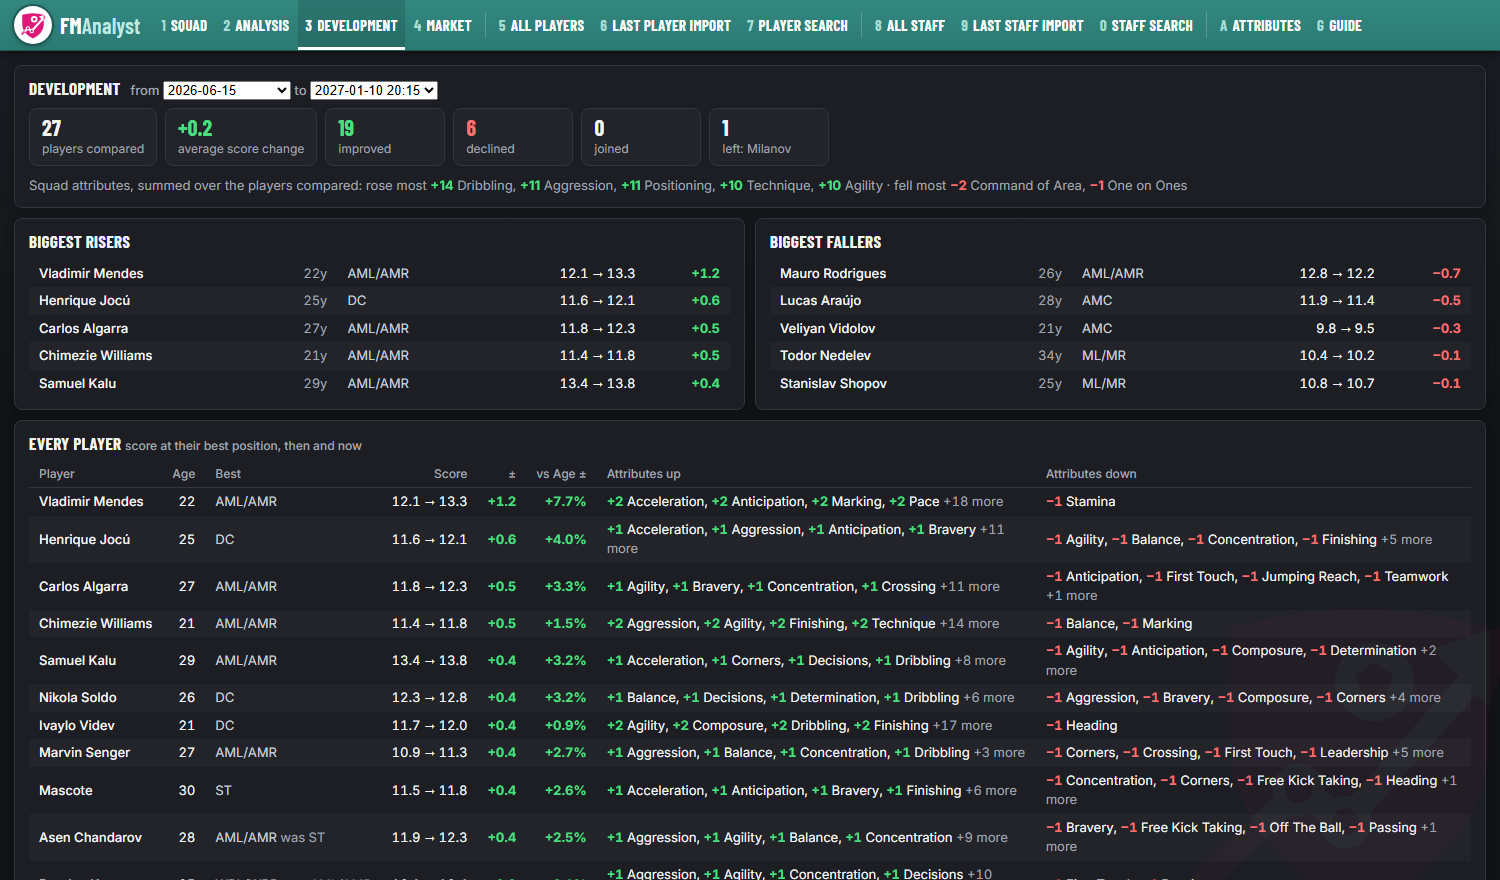 FMAnalyst 1 SQUAD 2 ANALYSIS 3 DEVELOPMENT 4 MARKET 5 ALL PLAYERS 6 LAST PLAYER IMPORT 7 PLAYER SEARCH 8 ALL STAFF 9 LAST STAFF IMPORT 0 STAFF SEARCH A ATTRIBUTES G GUIDE
DEVELOPMENT from 2026-06-15 to 2027-01-10 20:15
27 +0.2 19 6 0 1
players compared average score change improved declined joined left: Milanov
Squad attributes, summed over the players compared: rose most +14 Dribbling, +11 Aggression, +11 Positioning, +10 Technique, +10 Agility · fell most −2 Command of Area, −1 One on Ones
BIGGEST RISERS
Vladimir Mendes 22y AML/AMR 12.1 → 13.3 +1.2
Henrique Jocú 25y DC 11.6 → 12.1 +0.6
Carlos Algarra 27y AML/AMR 11.8 → 12.3 +0.5
Chimezie Williams 21y AML/AMR 11.4 → 11.8 +0.5
Samuel Kalu 29y AML/AMR 13.4 → 13.8 +0.4
BIGGEST FALLERS
Mauro Rodrigues 26y AML/AMR 12.8 → 12.2 −0.7
Lucas Araújo 28y AMC 11.9 → 11.4 −0.5
Veliyan Vidolov 21y AMC 9.8 → 9.5 −0.3
Todor Nedelev 34y ML/MR 10.4 → 10.2 −0.1
Stanislav Shopov 25y ML/MR 10.8 → 10.7 −0.1
EVERY PLAYER score at their best position, then and now
Player Age Best Score ± vs Age ± Attributes up Attributes down
Vladimir Mendes 22 AML/AMR 12.1 → 13.3 +1.2 +7.7% +2 Acceleration, +2 Anticipation, +2 Marking, +2 Pace +18 more −1 Stamina
Henrique Jocú 25 DC 11.6 → 12.1 +0.6 +4.0% +1 Acceleration, +1 Aggression, +1 Anticipation, +1 Bravery +11
more −1 Agility, −1 Balance, −1 Concentration, −1 Finishing +5 more
Carlos Algarra 27 AML/AMR 11.8 → 12.3 +0.5 +3.3% +1 Agility, +1 Bravery, +1 Concentration, +1 Crossing +11 more −1 Anticipation, −1 First Touch, −1 Jumping Reach, −1 Teamwork
+1 more
Chimezie Williams 21 AML/AMR 11.4 → 11.8 +0.5 +1.5% +2 Aggression, +2 Agility, +2 Finishing, +2 Technique +14 more −1 Balance, −1 Marking
Samuel Kalu 29 AML/AMR 13.4 → 13.8 +0.4 +3.2% +1 Acceleration, +1 Corners, +1 Decisions, +1 Dribbling +8 more −1 Agility, −1 Anticipation, −1 Composure, −1 Determination +2
more
Nikola Soldo 26 DC 12.3 → 12.8 +0.4 +3.2% +1 Balance, +1 Decisions, +1 Determination, +1 Dribbling +6 more −1 Aggression, −1 Bravery, −1 Composure, −1 Corners +4 more
Ivaylo Videv 21 DC 11.7 → 12.0 +0.4 +0.9% +2 Agility, +2 Composure, +2 Dribbling, +2 Finishing +17 more −1 Heading
Marvin Senger 27 AML/AMR 10.9 → 11.3 +0.4 +2.7% +1 Aggression, +1 Balance, +1 Concentration, +1 Dribbling +3 more −1 Corners, −1 Crossing, −1 First Touch, −1 Leadership +5 more
Mascote 30 ST 11.5 → 11.8 +0.4 +2.6% +1 Acceleration, +1 Anticipation, +1 Bravery, +1 Finishing +6 more −1 Concentration, −1 Corners, −1 Free Kick Taking, −1 Heading +1
more
Asen Chandarov 28 AML/AMR was ST 11.9 → 12.3 +0.4 +2.5% +1 Aggression, +1 Agility, +1 Balance, +1 Concentration +9 more −1 Bravery, −1 Free Kick Taking, −1 Off The Ball, −1 Passing +1
more
+1 Aggression, +1 Agility, +1 Concentration, +1 Decisions +10